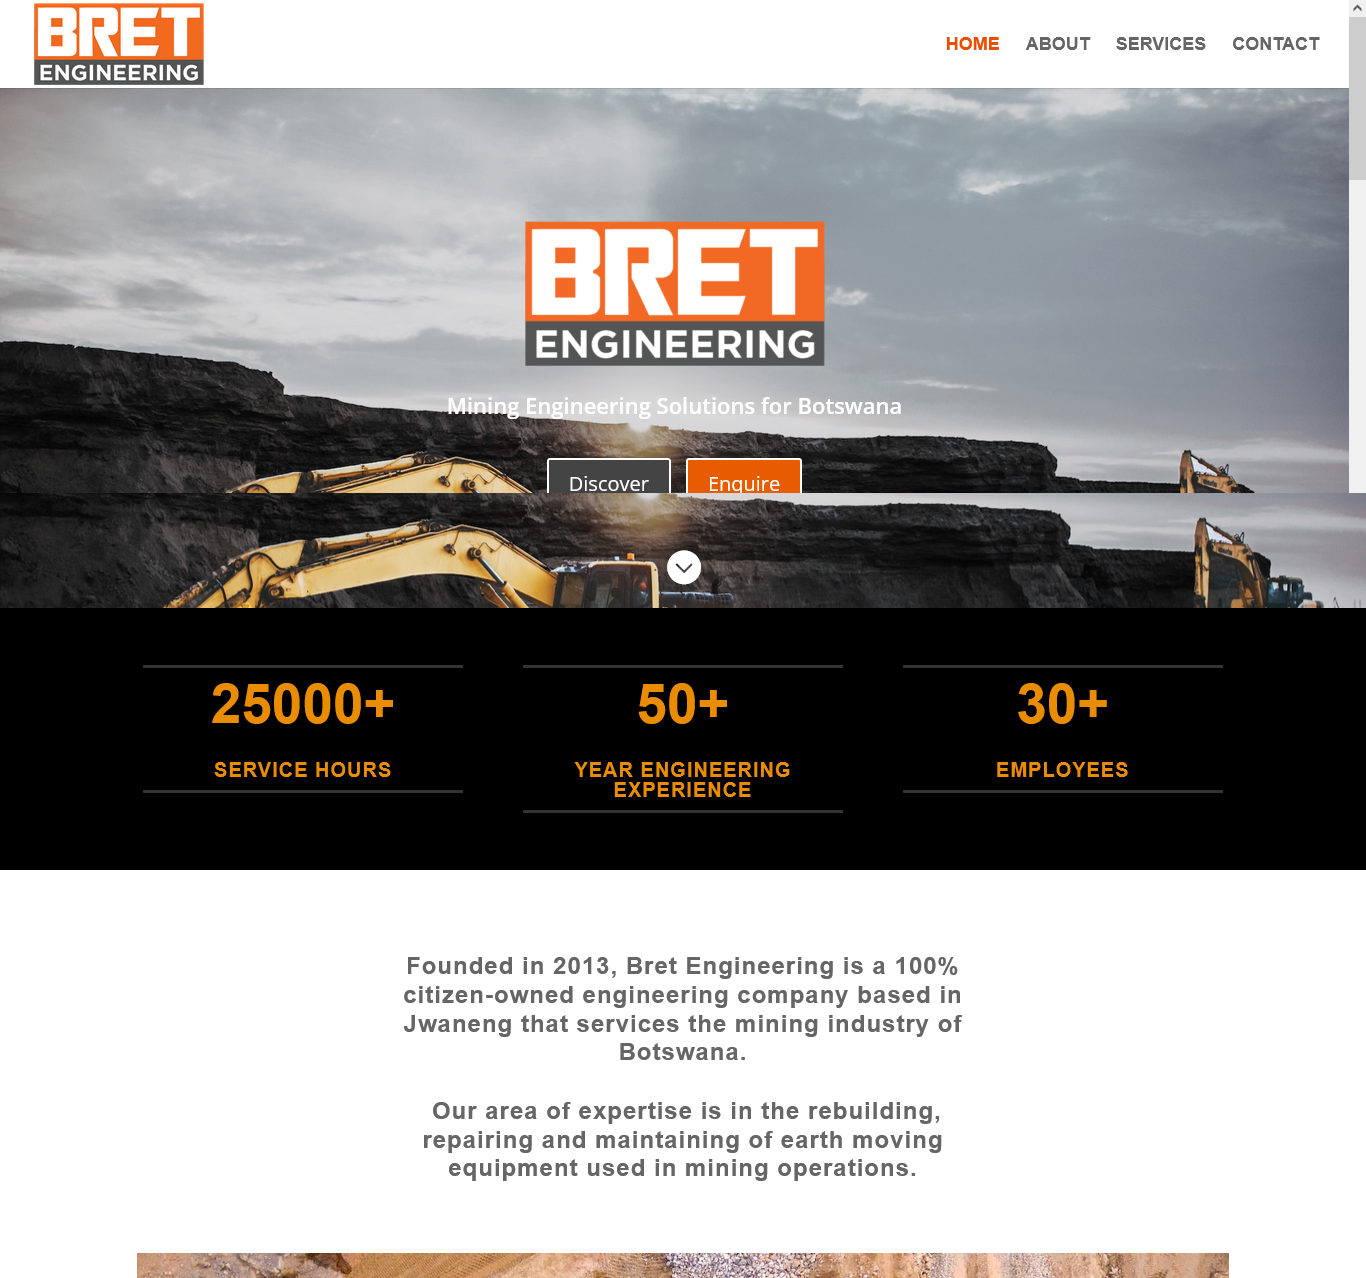 BRET
ENGINEERING
HOME ABOUT SERVICES CONTACT
BRET
ENGINEERING
Mining Engineering Solutions for Botswana
Discover Enquire
25000+
SERVICE HOURS
50+
YEAR ENGINEERING
EXPERIENCE
30+
EMPLOYEES
Founded in 2013, Bret Engineering is a 100%
citizen-owned engineering company based in
Jwaneng that services the mining industry of
Botswana.
Our area of expertise is in the rebuilding,
repairing and maintaining of earth moving
equipment used in mining operations.